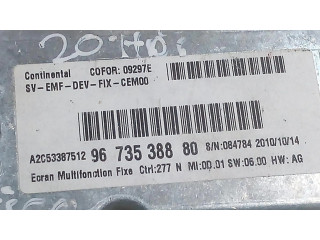 20 HDi
Continental COFOR: 09297E
SV-EMF-DEV-FIX-CEM00
A2C53387512 96 735 388 80 S/N:084784 2010/10/14
Ecran Multifonction Fixe Ctrl:277 N MI:00.01 SW:06.00 HW: AG